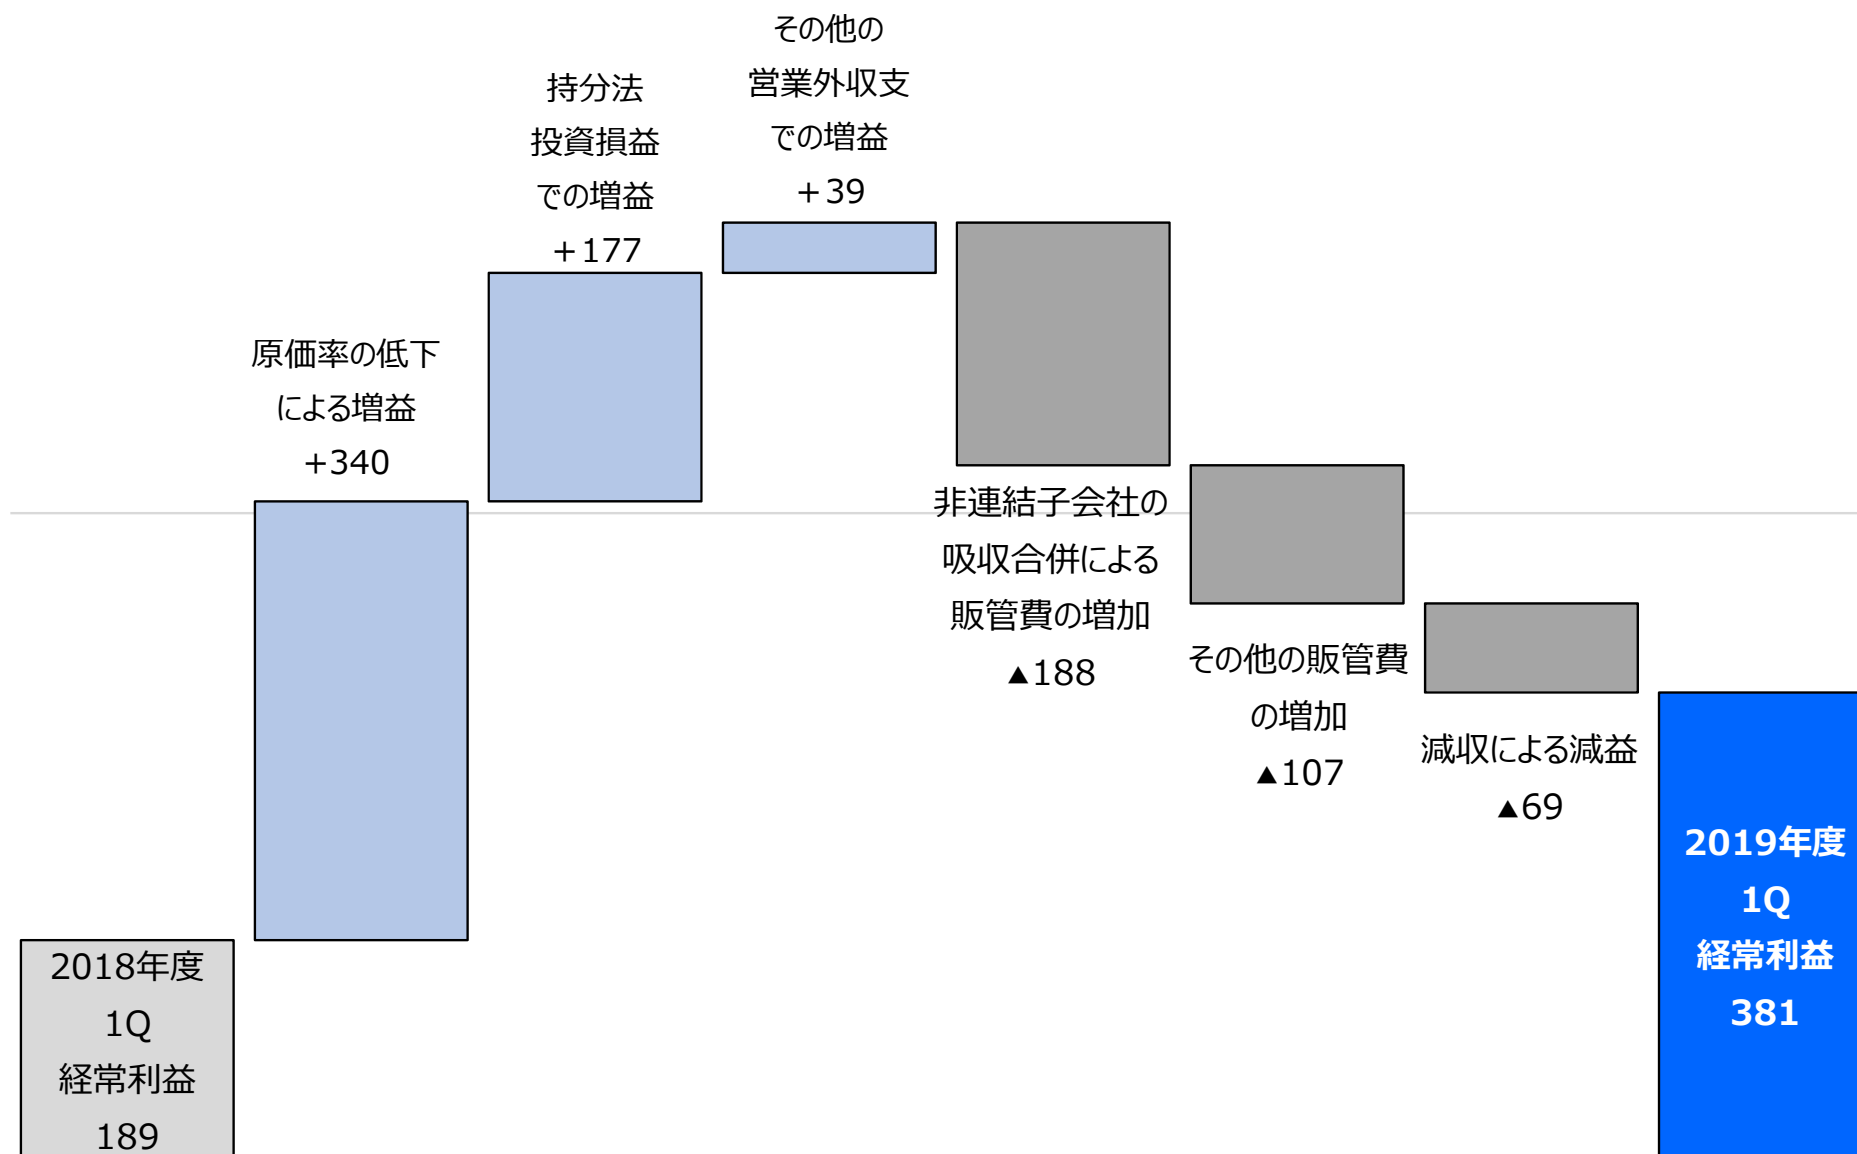 2018年度
1Q
経常利益
189
原価率の低下
による増益
+340
持分法
投資損益
での増益
+177
その他の
営業外収支
での増益
+39
非連結子会社の
吸収合併による
販管費の増加
▲188
その他の販管費
の増加
▲107
減収による減益
▲69
2019年度
1Q
経常利益
381